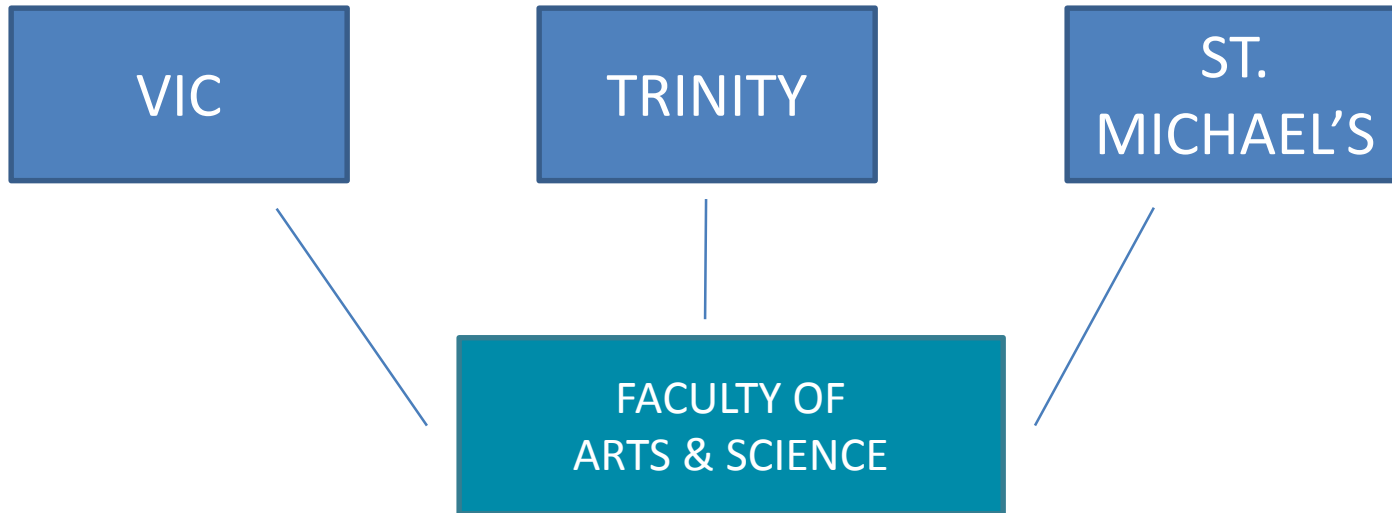 VIC
TRINITY
ST.
MICHAEL’S
FACULTY OF
ARTS & SCIENCE